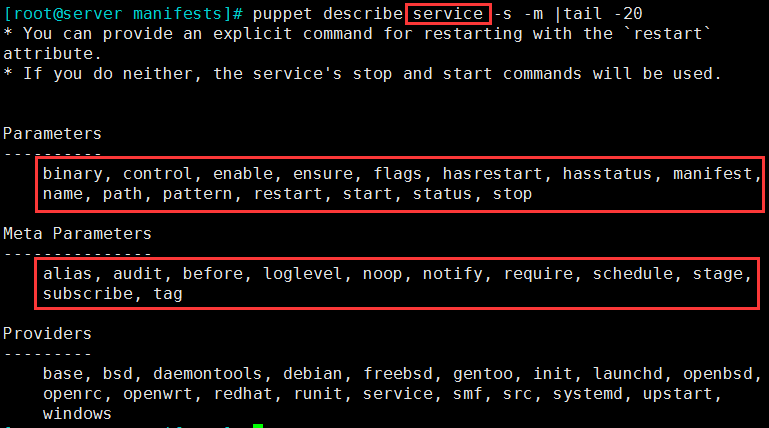 [root@server manifests]# puppet describe service -s -m |tail -20
* You can provide an explicit command for restarting with the `restart`
attribute.
* If you do neither, the service's stop and start commands will be used.
Parameters
----------
binary, control, enable, ensure, flags, hasrestart, hasstatus, manifest,
name, path, pattern, restart, start, status, stop
Meta Parameters
---------------
alias, audit, before, loglevel, noop, notify, require, schedule, stage,
subscribe, tag
Providers
---------
base, bsd, daemontools, debian, freebsd, gentoo, init, launchd, openbsd,
openrc, openwrt, redhat, runit, service, smf, src, systemd, upstart,
windows